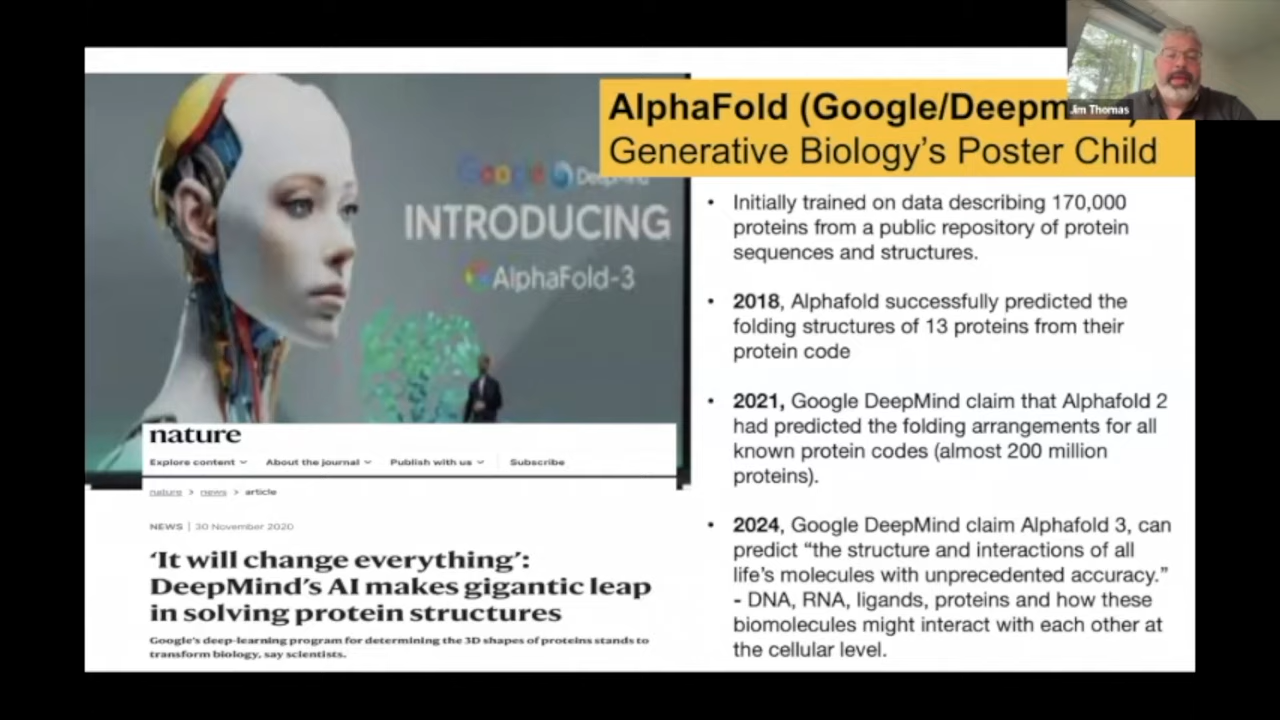 Jim Thomas
AlphaFold (Google/Deepm
Generative Biology's Poster Child
Google DeepMind
INTRODUCING
AlphaFold-3
• Initially trained on data describing 170,000
proteins from a public repository of protein
sequences and structures.
• 2018, Alphafold successfully predicted the
folding structures of 13 proteins from their
protein code
• 2021, Google DeepMind claim that Alphafold 2
had predicted the folding arrangements for all
known protein codes (almost 200 million
proteins).
• 2024, Google DeepMind claim Alphafold 3, can
predict “the structure and interactions of all
life's molecules with unprecedented accuracy.”
- DNA, RNA, ligands, proteins and how these
biomolecules might interact with each other at
the cellular level.
nature
Explore content Ꮩ About the journal Ꮩ Publish with us Ꮩ Subscribe
nature > news > article
NEWS | 30 November 2020
‘It will change everything’:
DeepMind’s AI makes gigantic leap
in solving protein structures
Google’s deep-learning program for determining the 3D shapes of proteins stands to
transform biology, say scientists.